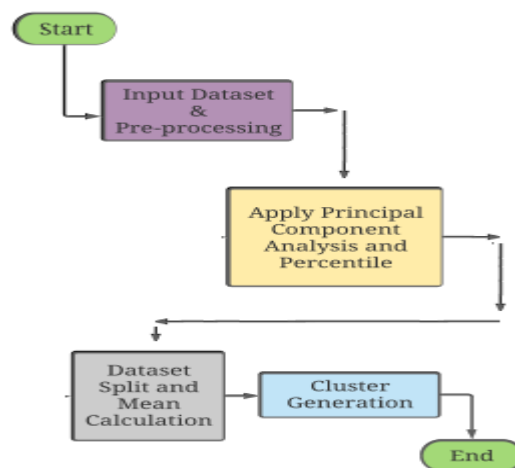 Start
Input Dataset
&
Pre-processing
Apply Principal
Component
Analysis and
Percentile
Dataset
Split and
Mean
Calculation
Cluster
Generation
End